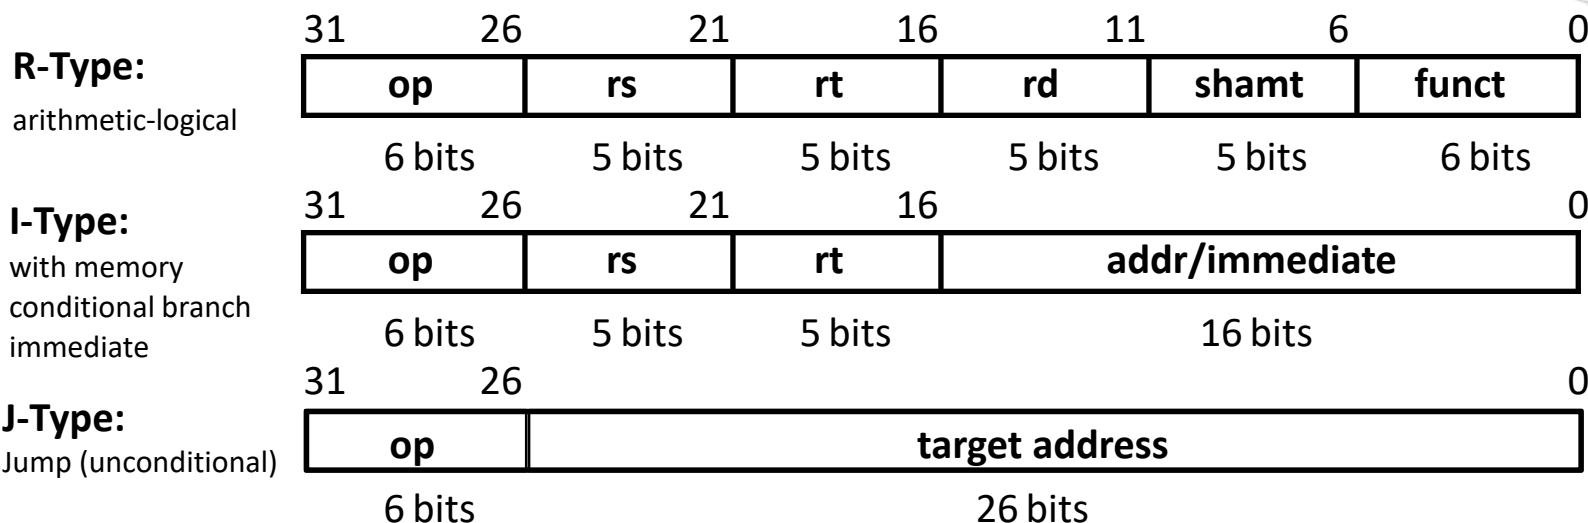 31 26 21 16 11 6 0
R-Type: op rs rt rd shamt funct
arithmetic-logical
6 bits 5 bits 5 bits 5 bits 5 bits 6 bits
31 26 21 16 0
I-Type:
op rs rt addr/immediate
with memory
conditional branch
6 bits 5 bits 5 bits 16 bits
immediate
31 26 0
J-Type:
op target address
Jump (unconditional)
6 bits 26 bits